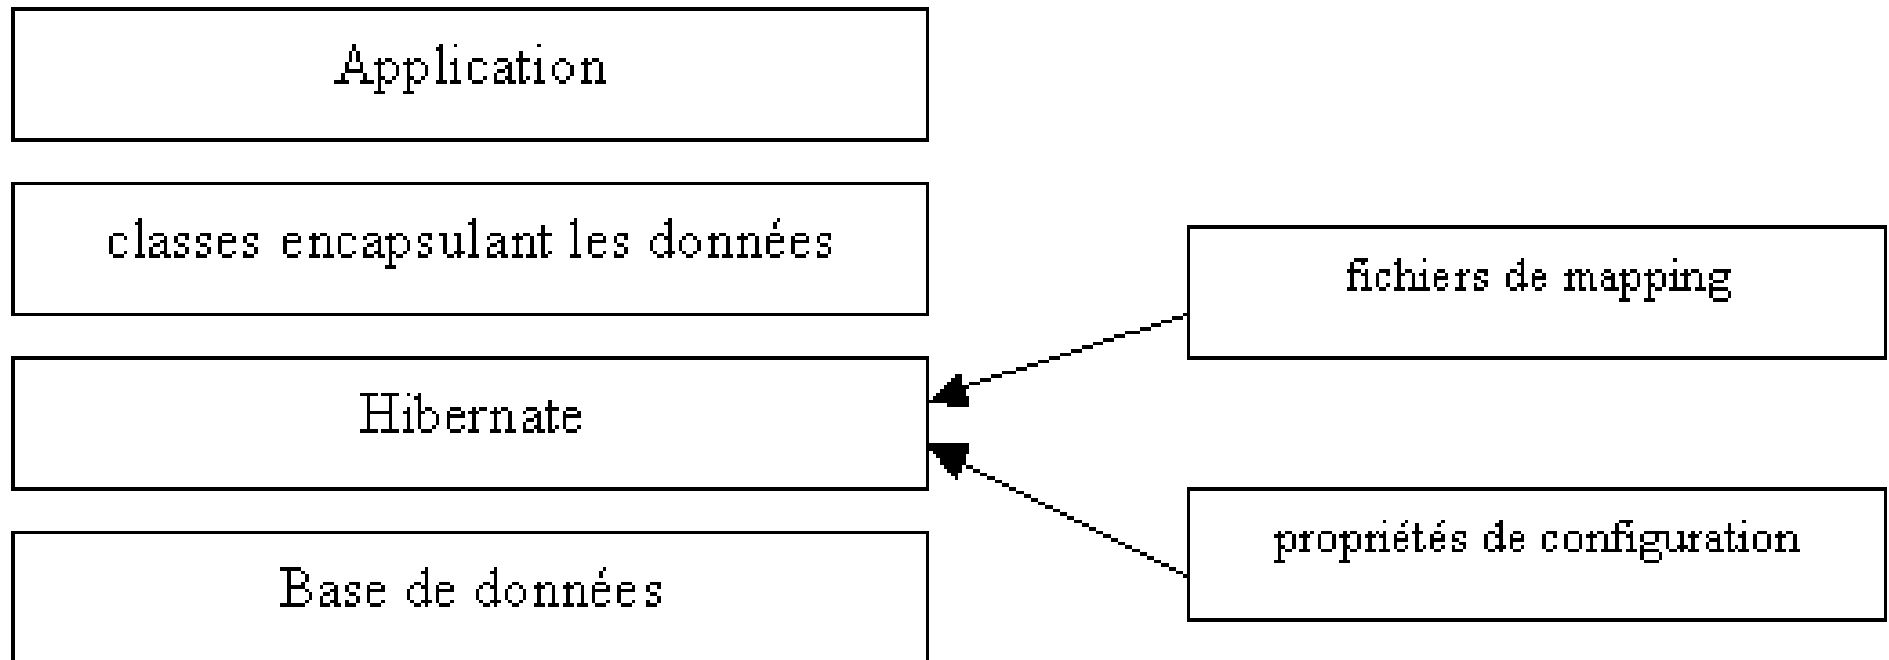 Application
classes encapsulant les données
fichiers de mapping
Hibernate
propriétés de configuration
Base de données